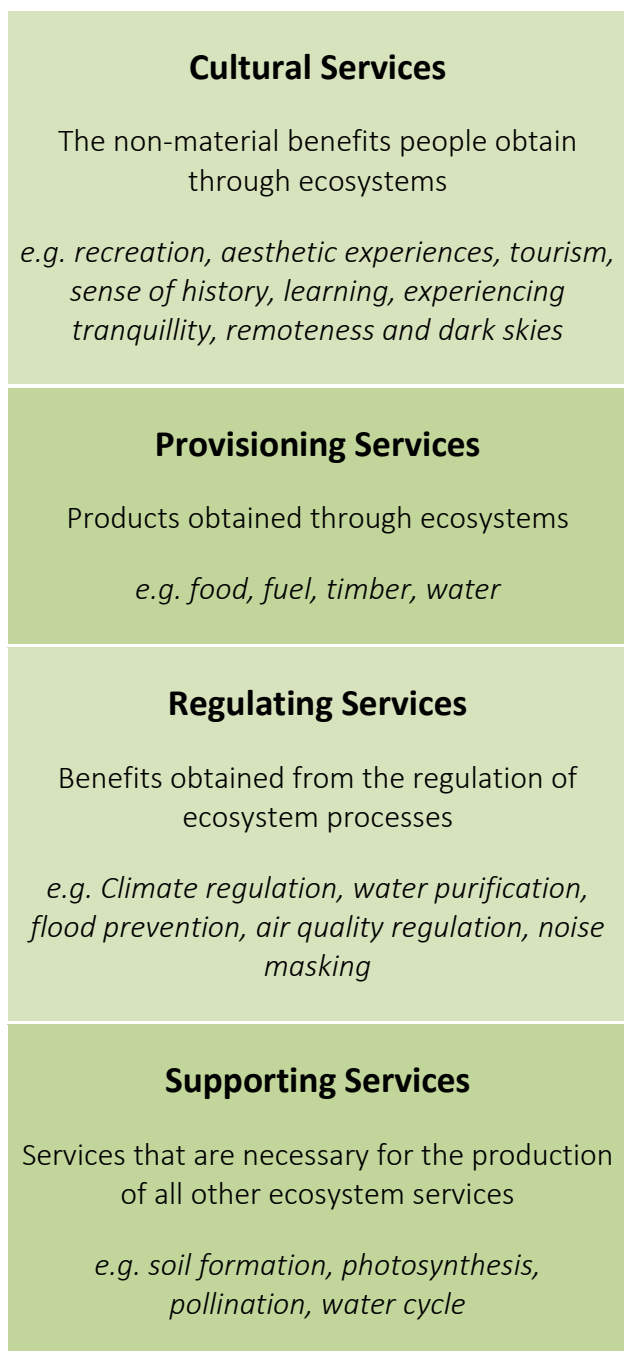 Cultural Services
The non-material benefits people obtain
through ecosystems
e.g. recreation, aesthetic experiences, tourism,
sense of history, learning, experiencing
tranquillity, remoteness and dark skies
Provisioning Services
Products obtained through ecosystems
e.g. food, fuel, timber, water
Regulating Services
Benefits obtained from the regulation of
ecosystem processes
e.g. Climate regulation, water purification,
flood prevention, air quality regulation, noise
masking
Supporting Services
Services that are necessary for the production
of all other ecosystem services
e.g. soil formation, photosynthesis,
pollination, water cycle